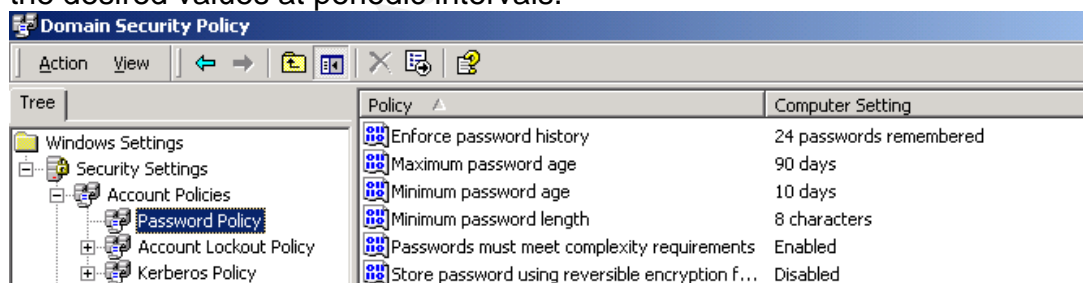 the desired values at periodic intervals.
Domain Security Policy
Action View
Tree
Policy Computer Setting
Windows Settings
Security Settings
Account Policies
Password Policy
Account Lockout Policy
Kerberos Policy
Enforce password history 24 passwords remembered
Maximum password age 90 days
Minimum password age 10 days
Minimum password length 8 characters
Passwords must meet complexity requirements Enabled
Store password using reversible encryption f... Disabled